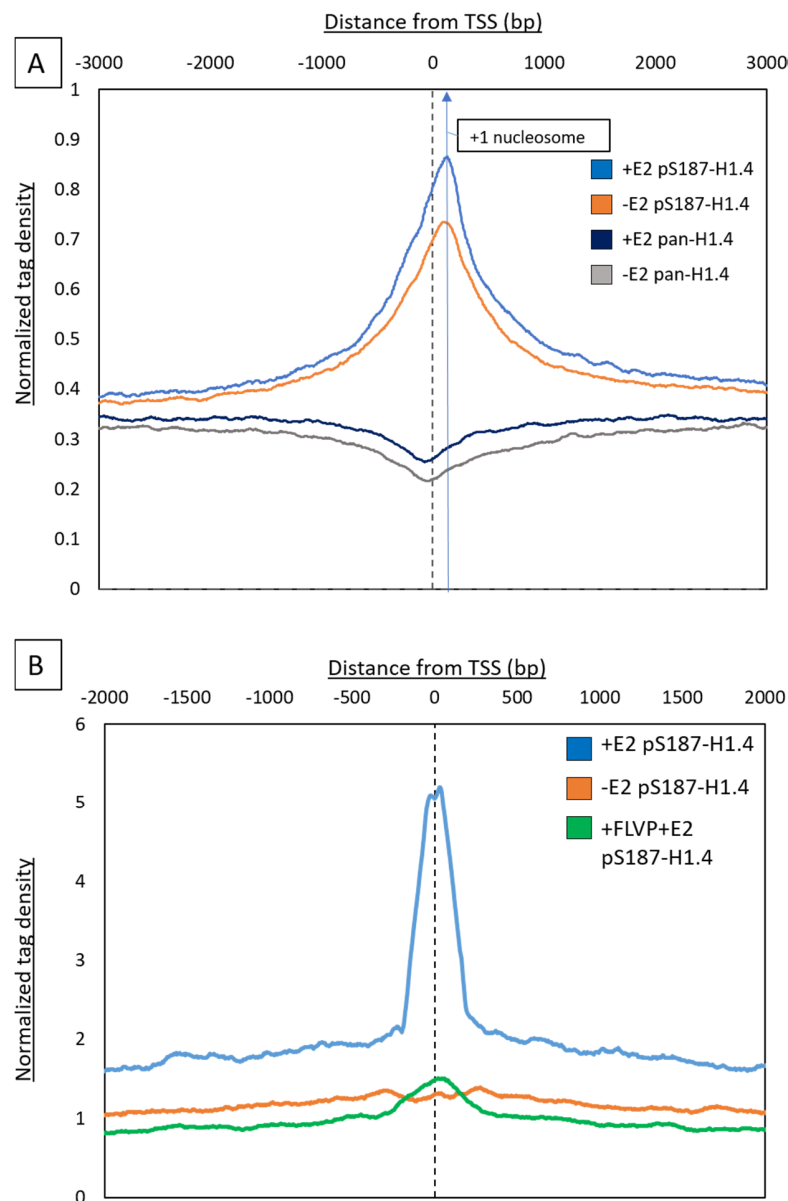 Distance from TSS (bp)
A
-3000 -2000 -1000 0 1000 2000 3000
1
0.9
0.8
0.7
0.6
0.5
0.4
0.3
0.2
0.1
0
Normalized tag density
+1 nucleosome
+E2 pS187-H1.4
-E2 pS187-H1.4
+E2 pan-H1.4
-E2 pan-H1.4
B
Distance from TSS (bp)
-2000 -1500 -1000 -500 0 500 1000 1500 2000
6
5
4
3
2
1
0
Normalized tag density
+E2 pS187-H1.4
-E2 pS187-H1.4
+FLVP+E2
pS187-H1.4